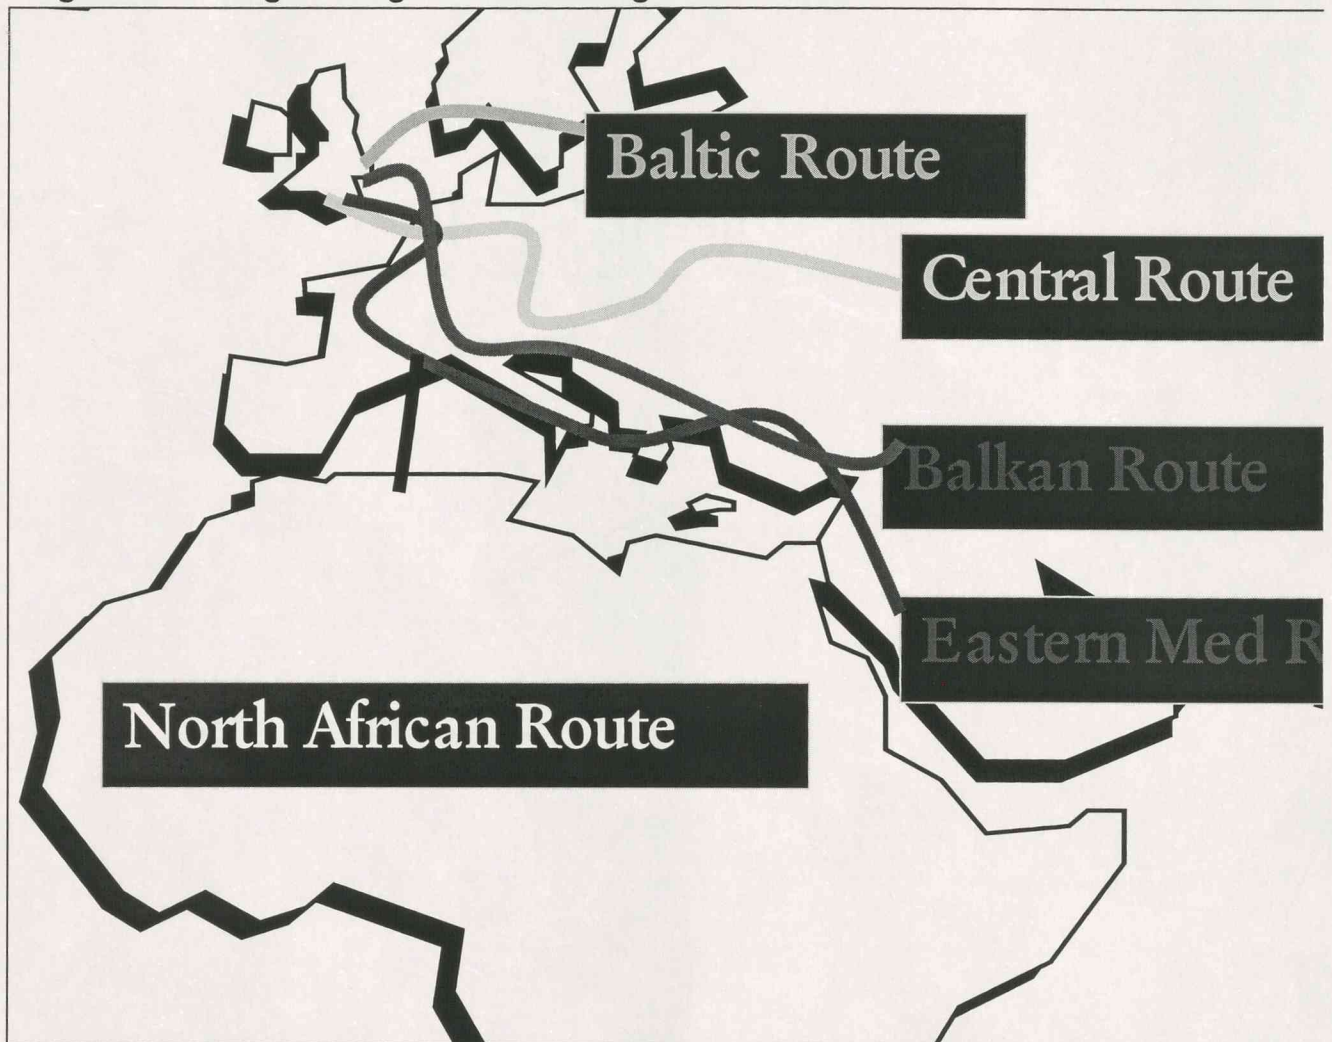 Baltic Route
Central Route
Balkan Route
Eastern Med R
North African Route